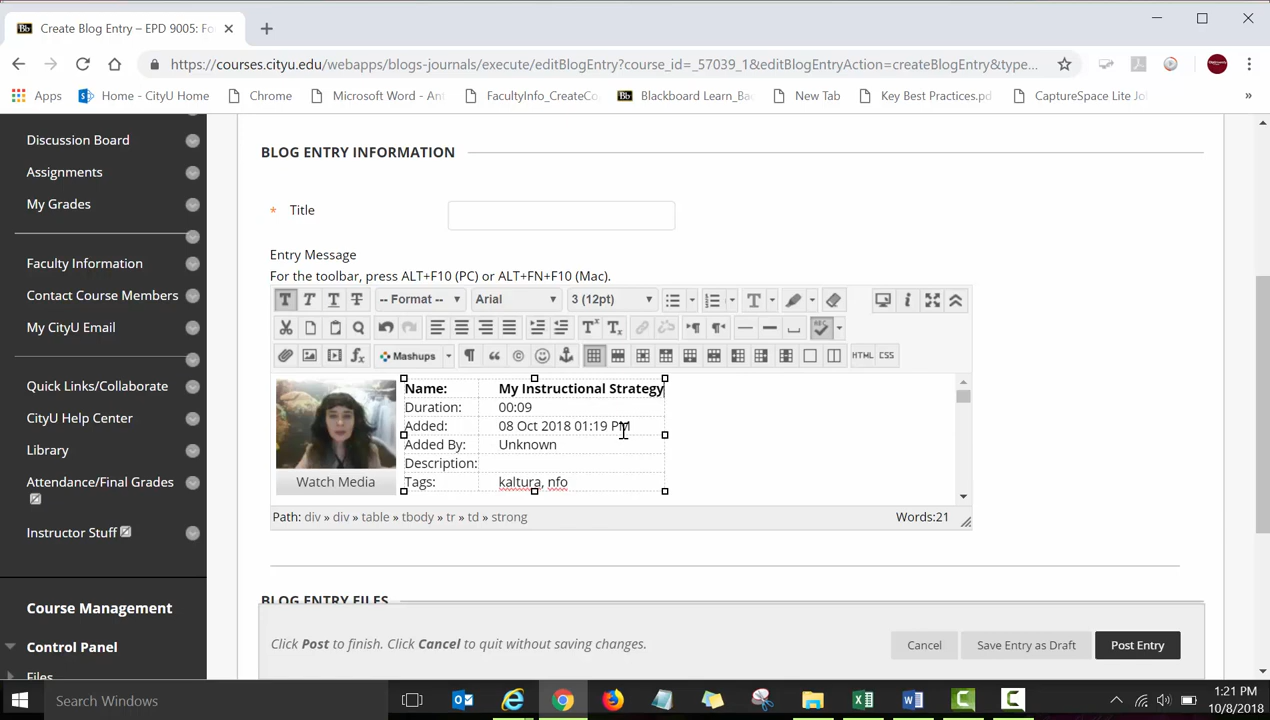 Create Blog Entry – EPD 9005: Fo
https://courses.cityu.edu/webapps/blogs-journals/execute/editBlogEntry?course_id=_57039_1&editBlogEntryAction=createBlogEntry&type...
Apps Home - CityU Home Chrome Microsoft Word - Ant FacultyInfo_CreateCo Bb Blackboard Learn_Ba New Tab Key Best Practices.pd CaptureSpace Lite Jo »
Discussion Board
Assignments
My Grades
Faculty Information
Contact Course Members
My CityU Email
Quick Links/Collaborate
CityU Help Center
Library
Attendance/Final Grades
Instructor Stuff
Course Management
Control Panel
Files
BLOG ENTRY INFORMATION
* Title
Entry Message
For the toolbar, press ALT+F10 (PC) or ALT+FN+F10 (Mac).
T T T T -- Format -- Arial 3 (12pt) T
Mashups HTML CSS
Name: My Instructional Strategy
Duration: 00:09
Added: 08 Oct 2018 01:19 PM
Added By: Unknown
Description:
Tags: kaltura, nfo
Watch Media
Path: div » div » table » tbody » tr » td » strong Words:21
BLOG ENTRY FILES
Click Post to finish. Click Cancel to quit without saving changes.
Cancel Save Entry as Draft Post Entry
Search Windows
1:21 PM
10/8/2018